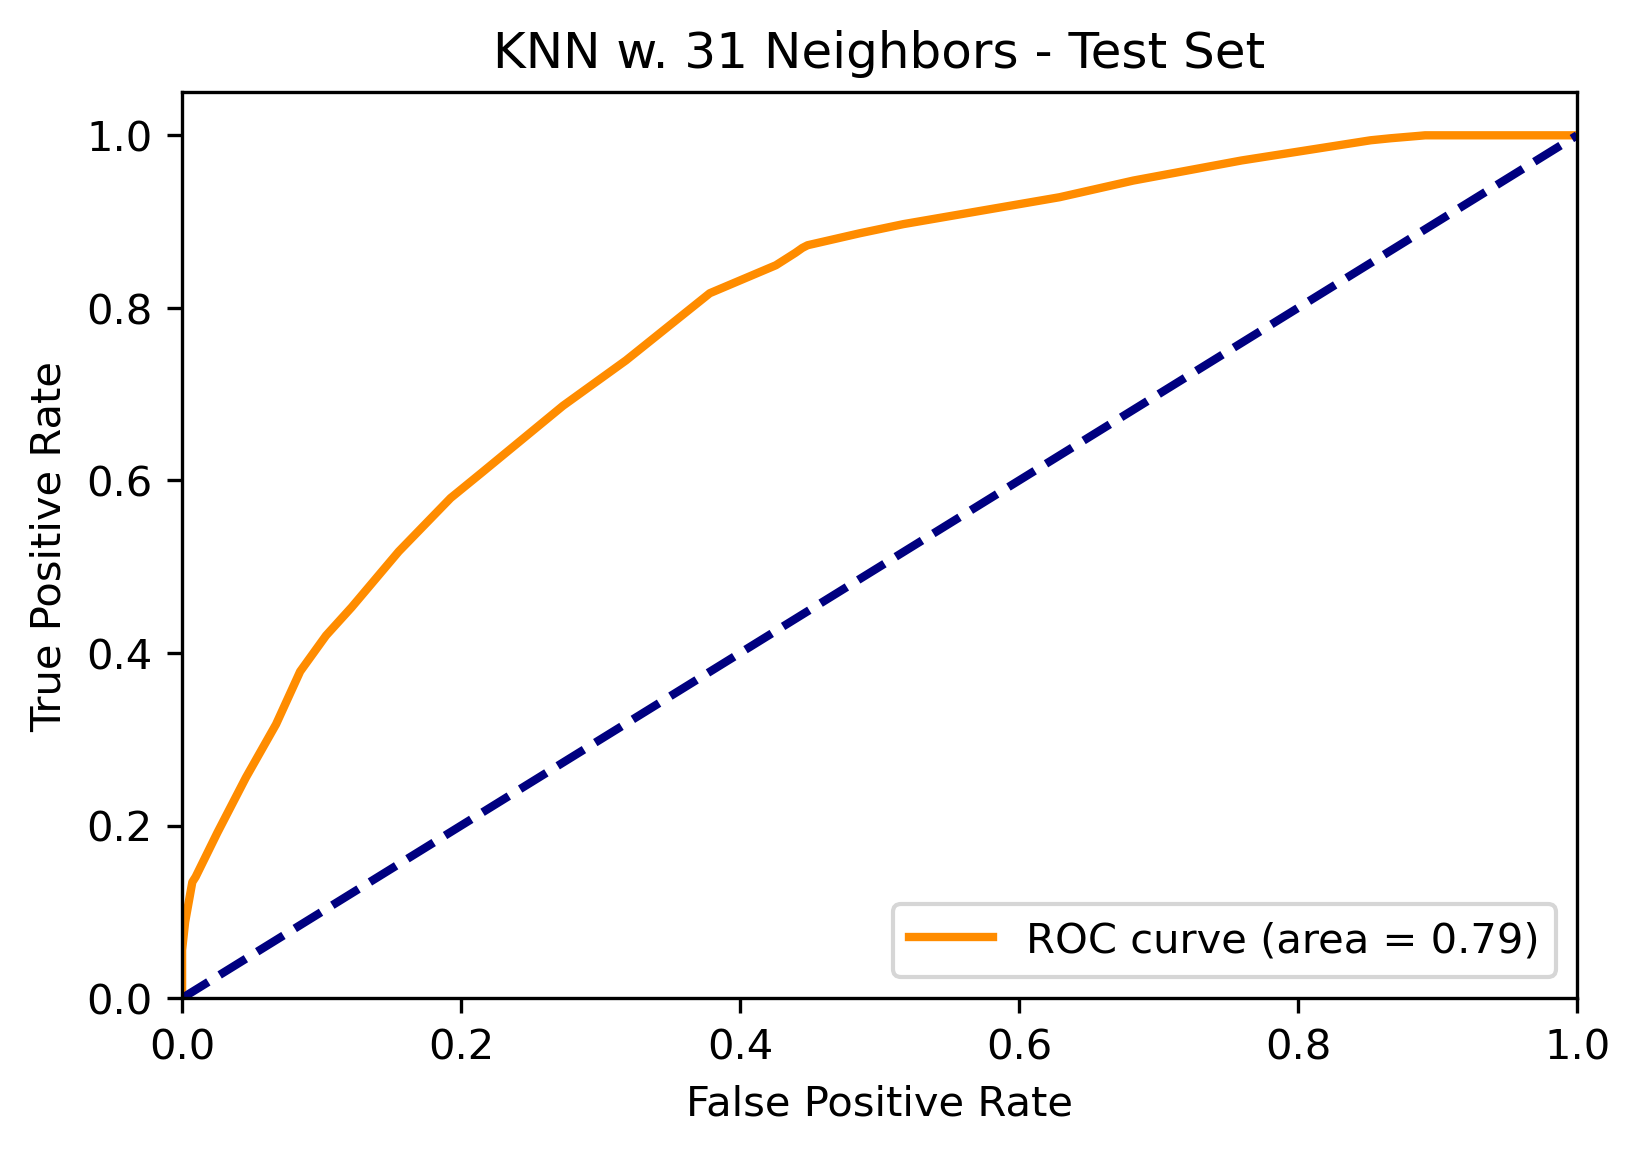 KNN w. 31 Neighbors - Test Set
True Positive Rate
1.0
0.8
0.6
0.4
0.2
0.0
ROC curve (area = 0.79)
0.0 0.2 0.4 0.6 0.8 1.0
False Positive Rate